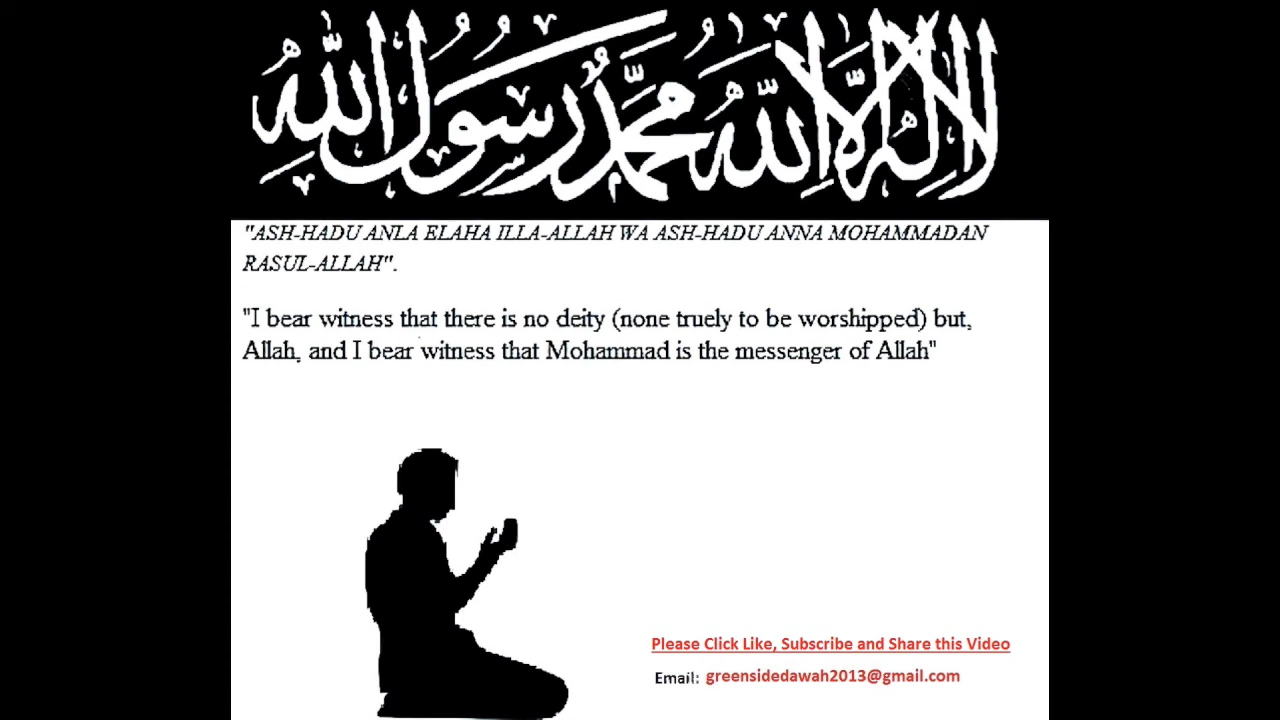 لا إله إلا الله محمد رسول الله
"ASH-HADU ANLA ELAHA ILLA-ALLAH WA ASH-HADU ANNA MOHAMMADAN
RASUL-ALLAH".
"I bear witness that there is no deity (none truely to be worshipped) but,
Allah, and I bear witness that Mohammad is the messenger of Allah"
Please Click Like, Subscribe and Share this Video
Email: greensidedawah2013@gmail.com